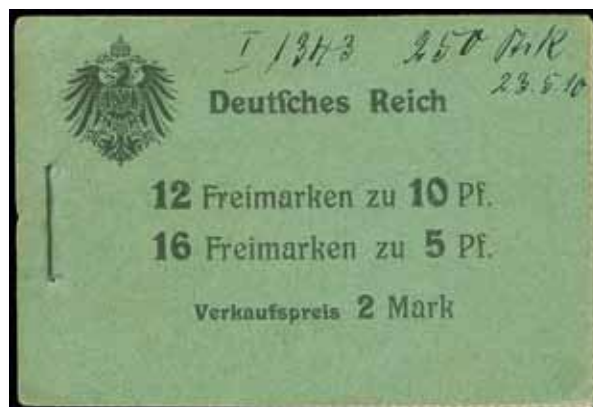 I 1343 250 Mk
23.5.10
Deutſches Reich
12 Freimarken zu 10 Pf.
16 Freimarken zu 5 Pf.
Verkaufspreis 2 Mark